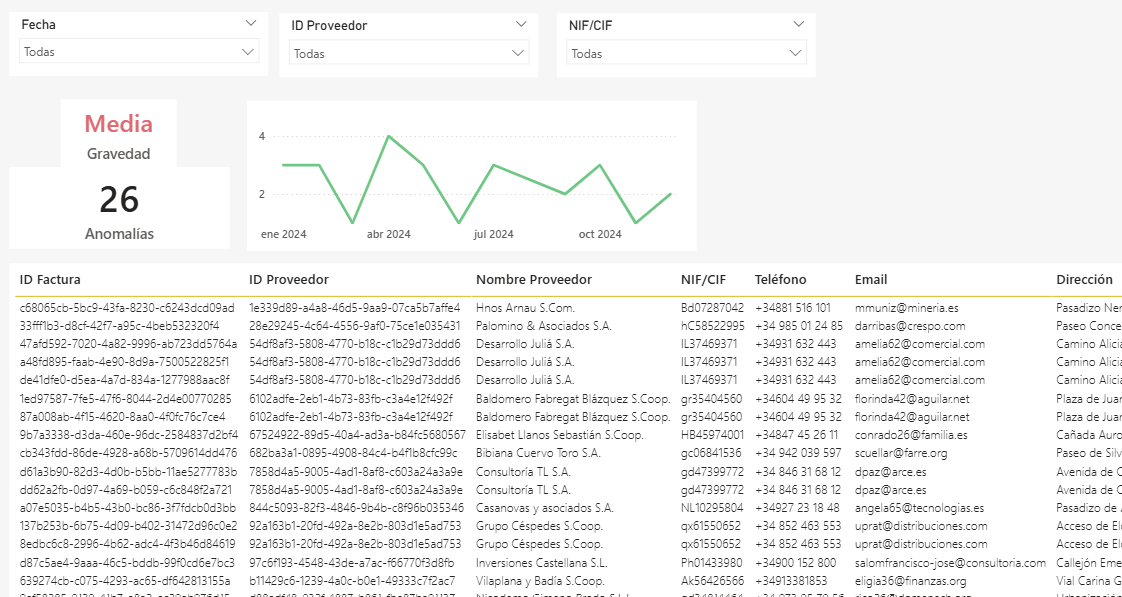 Fecha ID Proveedor NIF/CIF
Todas Todas Todas
Media
Gravedad
26
Anomalías
4
2
ene 2024 abr 2024 jul 2024 oct 2024
ID Factura ID Proveedor Nombre Proveedor NIF/CIF Teléfono Email Dirección
c68065cb-5bc9-43fa-8230-c6243dcd09ad 1e339d89-a4a8-46d5-9aa9-07ca5b7affe4 Hnos Arnau S.Com. Bd07287042 +34881 516 101 mmuniz@mineria.es Pasadizo Ner
33fff1b3-d8cf-42f7-a95c-4beb532320f4 28e29245-4c64-4556-9af0-75ce1e035431 Palomino & Asociados S.A. hC58522995 +34 985 01 24 85 darribas@crespo.com Paseo Conce
47afd592-7020-4a82-9996-ab723dd5764a 54df8af3-5808-4770-b18c-c1b29d73ddd6 Desarrollo Juliá S.A. IL37469371 +34931 632 443 amelia62@comercial.com Camino Alicia
a48fd895-faab-4e90-8d9a-7500522825f1 54df8af3-5808-4770-b18c-c1b29d73ddd6 Desarrollo Juliá S.A. IL37469371 +34931 632 443 amelia62@comercial.com Camino Alicia
de41dfe0-d5ea-4a7d-834a-1277988aac8f 54df8af3-5808-4770-b18c-c1b29d73ddd6 Desarrollo Juliá S.A. IL37469371 +34931 632 443 amelia62@comercial.com Camino Alicia
1ed97587-7fe5-47f6-8044-2d4e00770285 6102adfe-2eb1-4b73-83fb-c3a4e12f492f Baldomero Fabregat Blázquez S.Coop. gr35404560 +34604 49 95 32 florinda42@aguilar.net Plaza de Juar
87a008ab-4f15-4620-8aa0-4f0fc76c7ce4 6102adfe-2eb1-4b73-83fb-c3a4e12f492f Baldomero Fabregat Blázquez S.Coop. gr35404560 +34604 49 95 32 florinda42@aguilar.net Plaza de Juar
9b7a3338-d3da-460e-96dc-2584837d2bf4 67524922-89d5-40a4-ad3a-b84fc5680567 Elisabet Llanos Sebastián S.Coop. HB45974001 +34847 45 26 11 conrado26@familia.es Cañada Auro
cb343fdd-86de-4928-a68b-5709614dd476 682ba3a1-0895-4908-84c4-b4f1b8cfc99c Bibiana Cuervo Toro S.A. gc06841536 +34 942 039 597 scuellar@farre.org Paseo de Silv
d61a3b90-82d3-4d0b-b5bb-11ae5277783b 7858d4a5-9005-4ad1-8af8-c603a24a3a9e Consultoría TL S.A. gd47399772 +34 846 31 68 12 dpaz@arce.es Avenida de C
dd62a2fb-0d97-4a69-b059-c6c848f2a721 7858d4a5-9005-4ad1-8af8-c603a24a3a9e Consultoría TL S.A. gd47399772 +34 846 31 68 12 dpaz@arce.es Avenida de C
a07e5035-b4b5-43b0-bc86-3f7fdcb0d3bb 844c5093-82f3-4846-9b4b-c8f96b035346 Casanovas y asociados S.A. NL10295804 +34927 23 18 48 angela65@tecnologias.es Pasadizo de
137b253b-6b75-4d09-b402-31472d96c0e2 92a163b1-20fd-492a-8e2b-803d1e5ad753 Grupo Céspedes S.Coop. qx61550652 +34 852 463 553 uprat@distribuciones.com Acceso de El
8edbc6c8-2996-4b62-adc4-4f3b46d84619 92a163b1-20fd-492a-8e2b-803d1e5ad753 Grupo Céspedes S.Coop. qx61550652 +34 852 463 553 uprat@distribuciones.com Acceso de El
d87c5ae4-9aaa-46c5-bddb-99f0cd6e7bc3 97c6f193-4548-43de-a7ac-f66770f3d8fb Inversiones Castellana S.L. Ph01433980 +34900 152 800 salomfrancisco-jose@consultoria.com Callejón Eme
639274cb-c075-4293-ac65-df642813155a b11429c6-1239-4a0c-b0e1-49333c7f2ac7 Vilaplana y Badía S.Coop. Ak56426566 +34913381853 eligia36@finanzas.org Vial Carina G